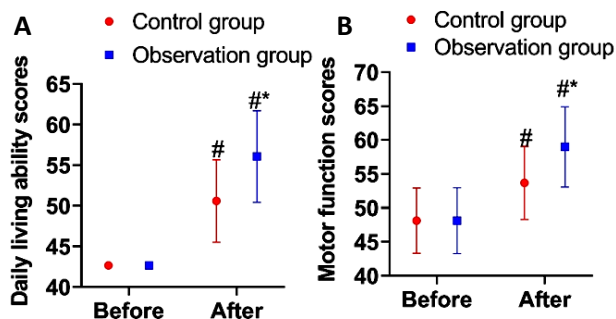 A
Control group
Observation group
Daily living ability scores
65
60
55
50
45
40
#
#*
Before
After
B
Control group
Observation group
Motor function scores
70
65
60
55
50
45
40
#
#*
Before
After